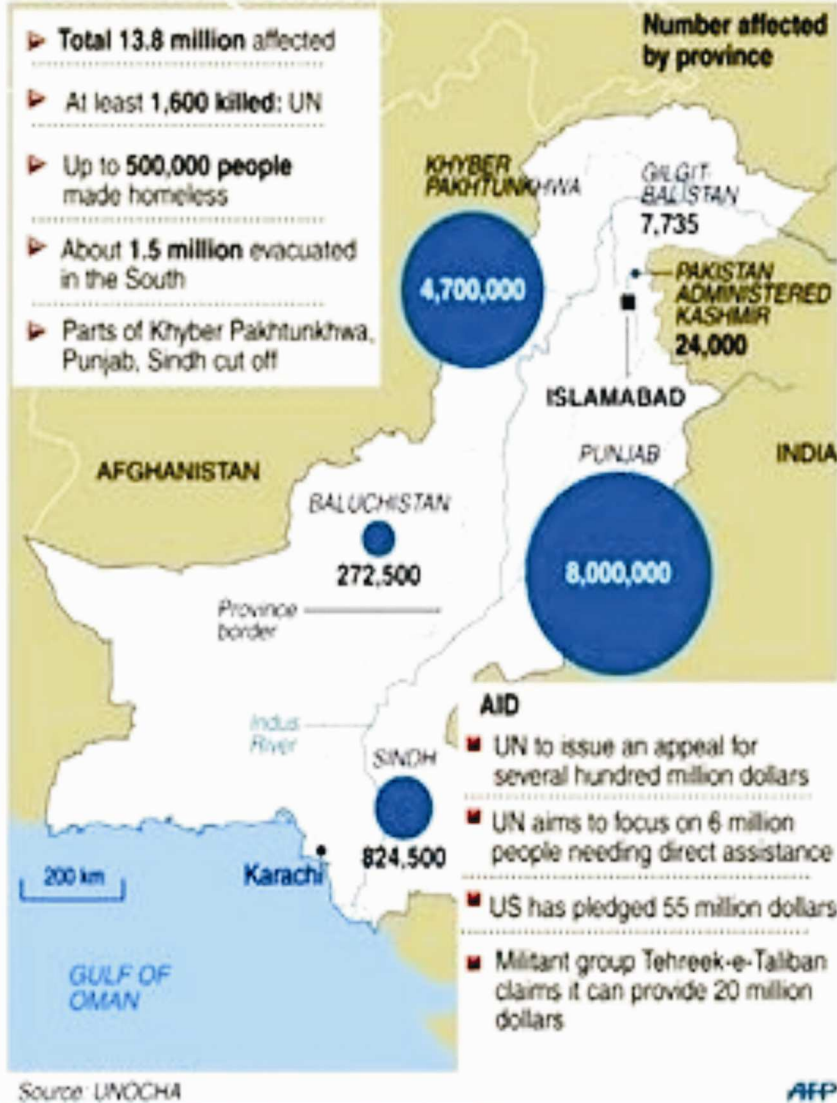 Total 13.8 million affected
At least 1,600 killed: UN
Up to 500,000 people
made homeless
About 1.5 million evacuated
in the South
Parts of Khyber Pakhtunkhwa,
Punjab, Sindh cut off
Number affected
by province
KHYBER
PAKHTUNKHWA
4,700,000
GILGIT-
BALISTAN
7,735
PAKISTAN
ADMINISTERED
KASHMIR
24,000
ISLAMABAD
AFGHANISTAN
PUNJAB
INDIA
8,000,000
BALUCHISTAN
272,500
Province
border
Indus
River
SINDH
824,500
Karachi
200 km
GULF OF
OMAN
AID
UN to issue an appeal for
several hundred million dollars
UN aims to focus on 6 million
people needing direct assistance
US has pledged 55 million dollars
Militant group Tehreek-e-Taliban
claims it can provide 20 million
dollars
Source: UNOCHA
AFP